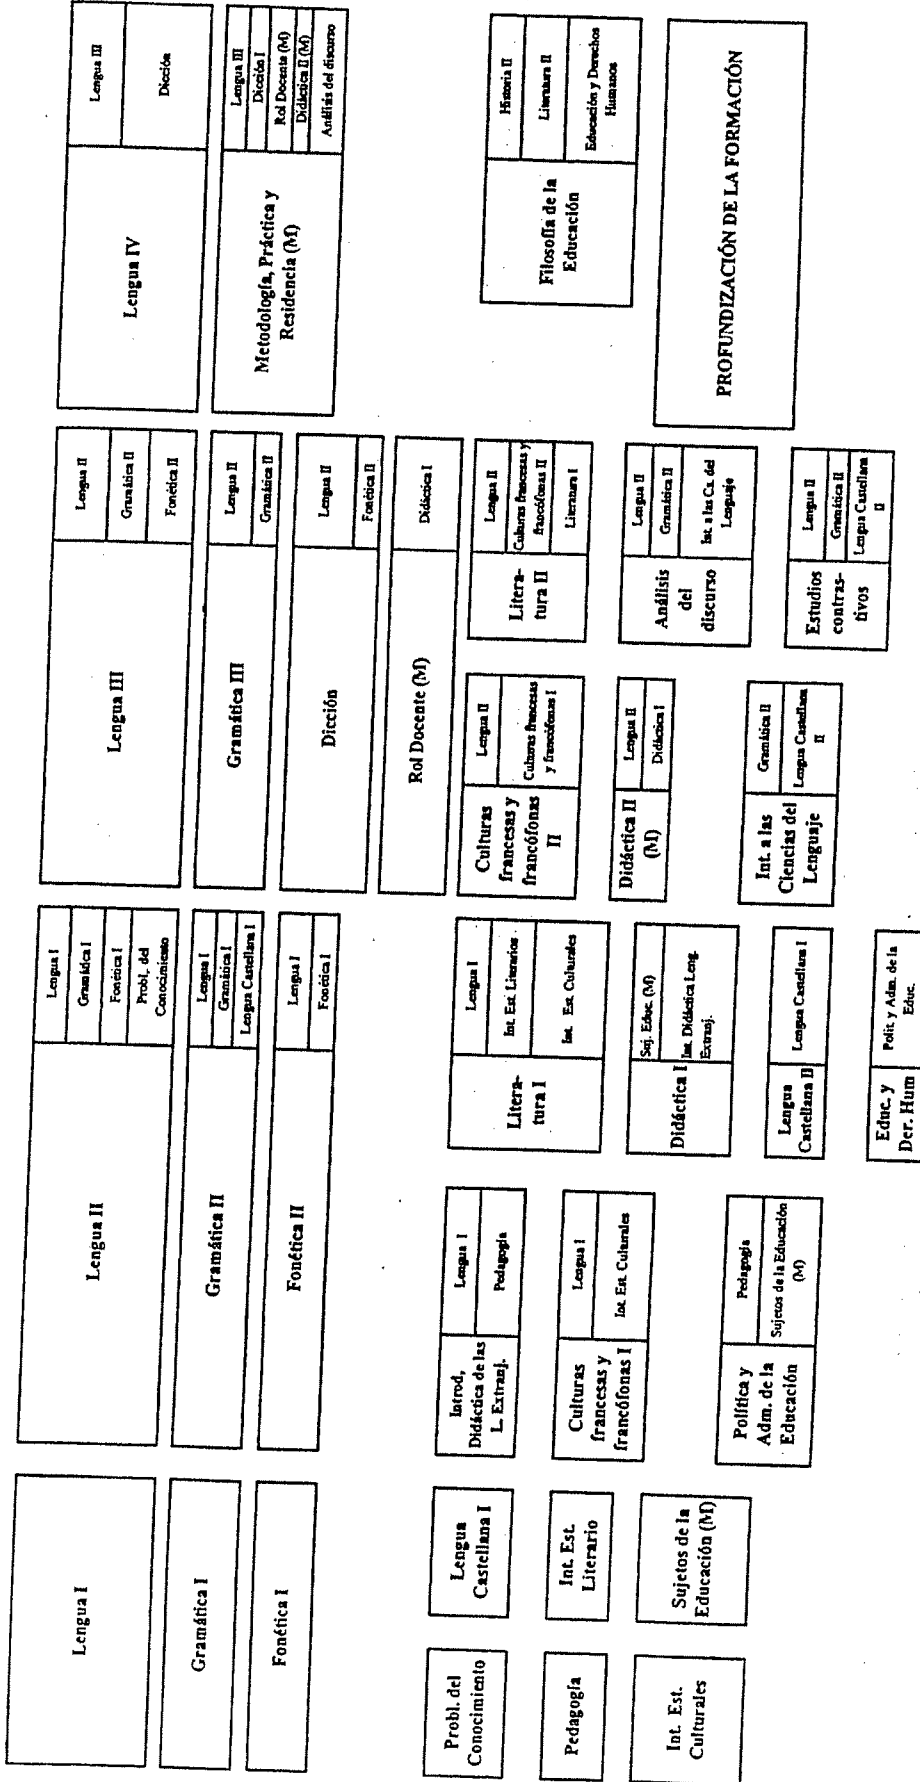 Lengua III
Dicción
Lengua IV
Lengua III
Dicción I
Rol Docente (M)
Didáctica II (M)
Análisis del discurso
Metodología, Práctica y
Residencia (M)
Historia II
Literatura II
Educación y Derechos
Humanos
Filosofía de la
Educación
PROFUNDIZACIÓN DE LA FORMACIÓN
Lengua II
Gramática II
Fonética II
Lengua III
Lengua II
Gramática II
Gramática III
Lengua II
Fonética II
Dicción
Didáctica I
Rol Docente (M)
Lengua II
Culturas francesas y
francófonas II
Literatura I
Litera-
tura II
Lengua II
Gramática II
Int. a las Cs. del
Lenguaje
Análisis
del
discurso
Lengua II
Gramática II
Lengua Castellana
II
Estudios
contras-
tivos
Lengua II
Culturas francesas
y francófonas I
Culturas
francesas y
francófonas
II
Lengua II
Didáctica I
Didáctica II
(M)
Gramática II
Lengua Castellana
II
Int. a las
Ciencias del
Lenguaje
Lengua I
Gramática I
Fonética I
Probl. del
Conocimiento
Lengua II
Lengua I
Gramática I
Lengua Castellana I
Gramática II
Lengua I
Fonética I
Fonética II
Lengua I
Int. Est. Literarios
Int. Est. Culturales
Litera-
tura I
Suj. Educ. (M)
Int. Didáctica Leng.
Extranj.
Didáctica I
Lengua Castellana I
Lengua
Castellana II
Polit. y Adm. de la
Educ.
Educ. y
Der. Hum
Lengua I
Pedagogía
Introd,
Didáctica de las
L. Extranj.
Lengua I
Int. Est. Culturales
Culturas
francesas y
francófonas I
Pedagogía
Sujetos de la Educación
(M)
Política y
Adm. de la
Educación
Lengua I
Gramática I
Fonética I
Lengua
Castellana I
Int. Est.
Literario
Sujetos de la
Educación (M)
Probl. del
Conocimiento
Pedagogía
Int. Est.
Culturales